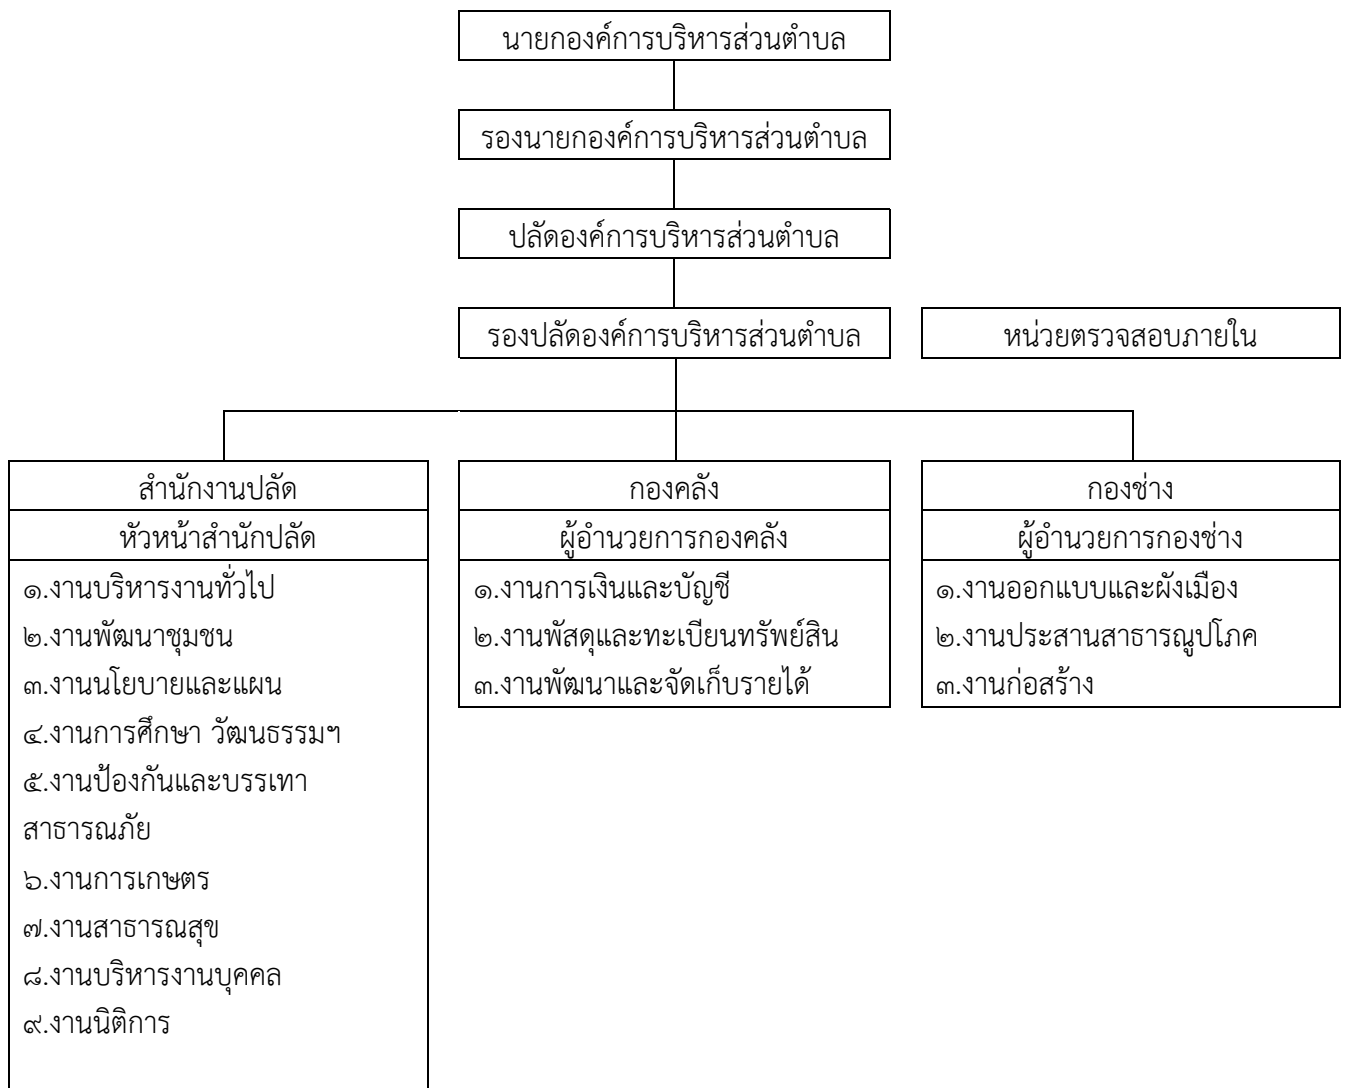 นายกองค์การบริหารส่วนตำบล
รองนายกองค์การบริหารส่วนตำบล
ปลัดองค์การบริหารส่วนตำบล
รองปลัดองค์การบริหารส่วนตำบล
หน่วยตรวจสอบภายใน
สำนักงานปลัด
หัวหน้าสำนักปลัด
๑.งานบริหารงานทั่วไป
๒.งานพัฒนาชุมชน
๓.งานนโยบายและแผน
๔.งานการศึกษา วัฒนธรรมฯ
๕.งานป้องกันและบรรเทา
สาธารณภัย
๖.งานการเกษตร
๗.งานสาธารณสุข
๘.งานบริหารงานบุคคล
๙.งานนิติการ
กองคลัง
ผู้อำนวยการกองคลัง
๑.งานการเงินและบัญชี
๒.งานพัสดุและทะเบียนทรัพย์สิน
๓.งานพัฒนาและจัดเก็บรายได้
กองช่าง
ผู้อำนวยการกองช่าง
๑.งานออกแบบและผังเมือง
๒.งานประสานสาธารณูปโภค
๓.งานก่อสร้าง